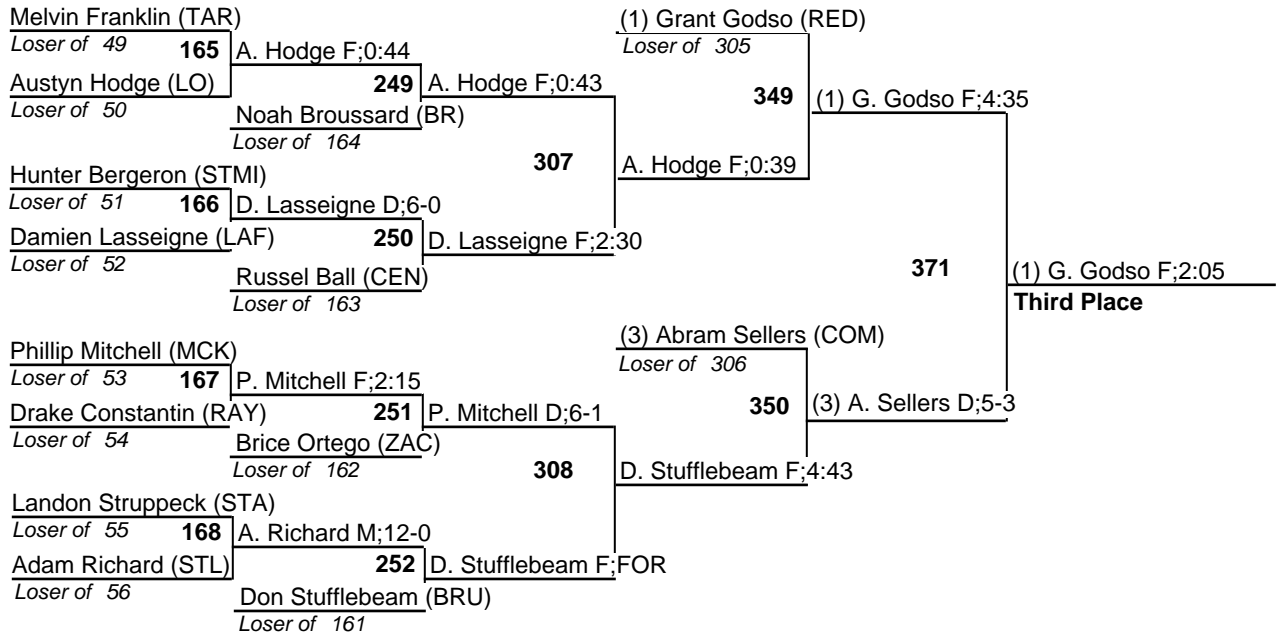 Melvin Franklin (TAR)
Loser of 49
165
A. Hodge F;0:44
Austyn Hodge (LO)
Loser of 50
249
A. Hodge F;0:43
Noah Broussard (BR)
Loser of 164
307
A. Hodge F;0:39
Hunter Bergeron (STMI)
Loser of 51
166
D. Lasseigne D;6-0
Damien Lasseigne (LAF)
Loser of 52
250
D. Lasseigne F;2:30
Russel Ball (CEN)
Loser of 163
(1) Grant Godso (RED)
Loser of 305
349
(1) G. Godso F;4:35
371
(1) G. Godso F;2:05
Third Place
Phillip Mitchell (MCK)
Loser of 53
167
P. Mitchell F;2:15
Drake Constantin (RAY)
Loser of 54
251
P. Mitchell D;6-1
Brice Ortego (ZAC)
Loser of 162
308
D. Stufflebeam F;4:43
Landon Struppeck (STA)
Loser of 55
168
A. Richard M;12-0
Adam Richard (STL)
Loser of 56
252
D. Stufflebeam F;FOR
Don Stufflebeam (BRU)
Loser of 161
(3) Abram Sellers (COM)
Loser of 306
350
(3) A. Sellers D;5-3